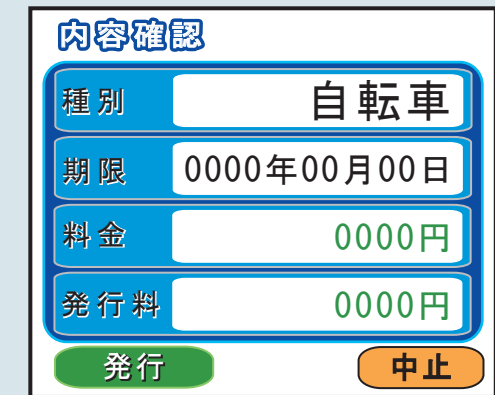 内容確認
種別 自転車
期限 0000年00月00日
料金 0000円
発行料 0000円
発行 中止